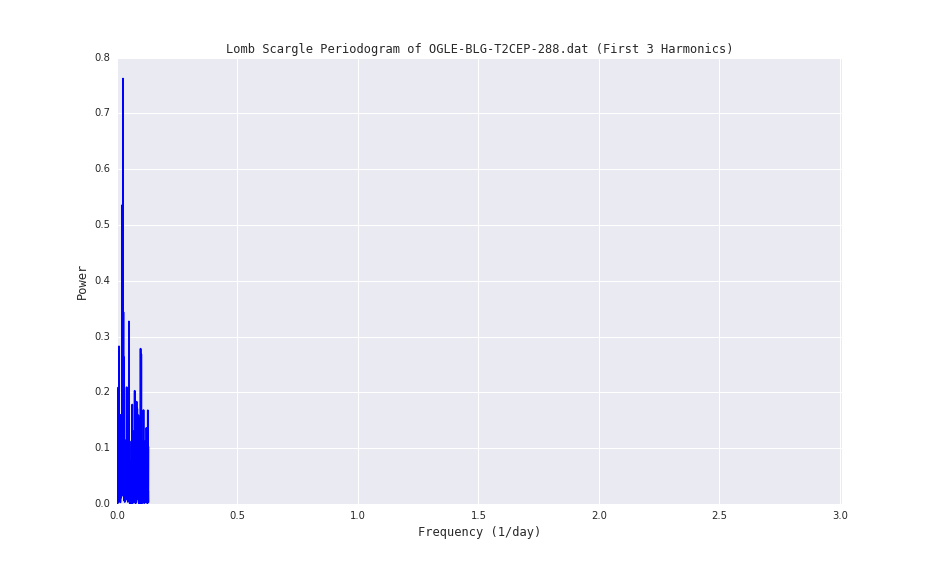 Lomb Scargle Periodogram of OGLE-BLG-T2CEP-288.dat (First 3 Harmonics)
0.8
0.7
0.6
0.5
0.4
0.3
0.2
0.1
0.0
Power
0.0 0.5 1.0 1.5 2.0 2.5 3.0
Frequency (1/day)